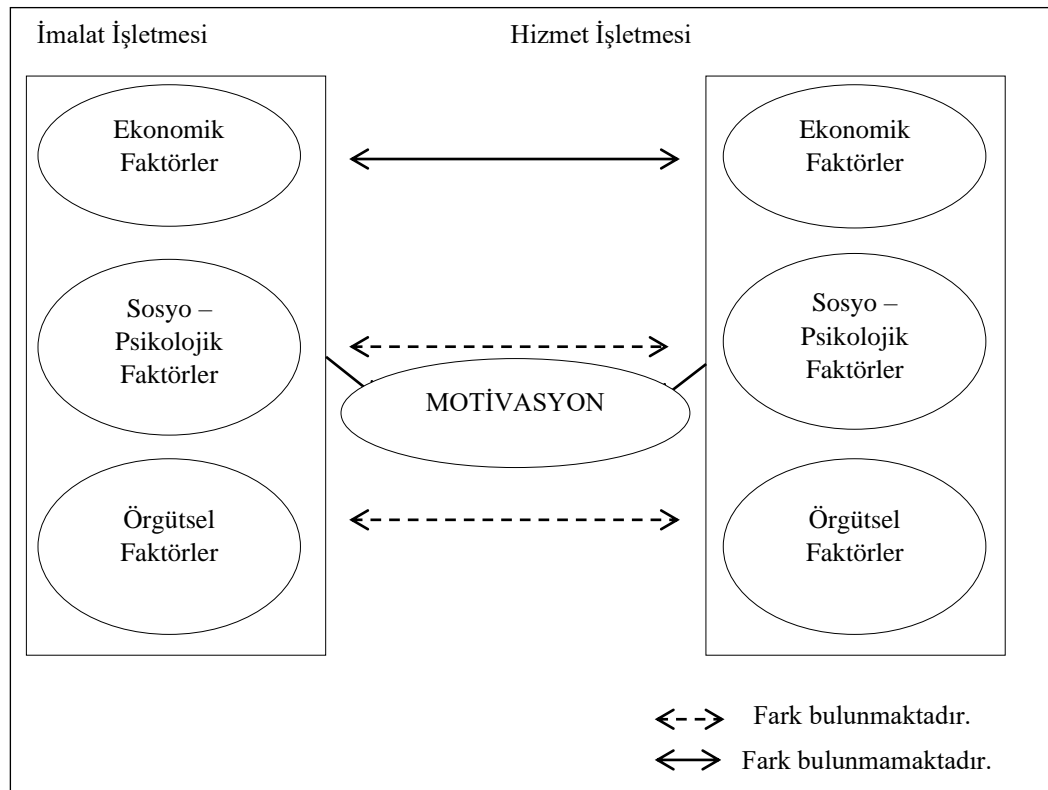 İmalat İşletmesi
Hizmet İşletmesi
Ekonomik
Faktörler
Ekonomik
Faktörler
Sosyo –
Psikolojik
Faktörler
Sosyo –
Psikolojik
Faktörler
MOTİVASYON
Örgütsel
Faktörler
Örgütsel
Faktörler
Fark bulunmaktadır.
Fark bulunmamaktadır.